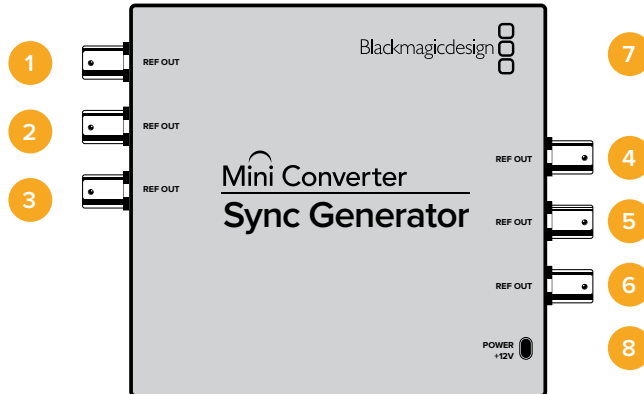 1
REF OUT
Blackmagicdesign
7
2
REF OUT
REF OUT
4
3
REF OUT
Mini Converter
Sync Generator
REF OUT
5
REF OUT
6
POWER
+12V
8